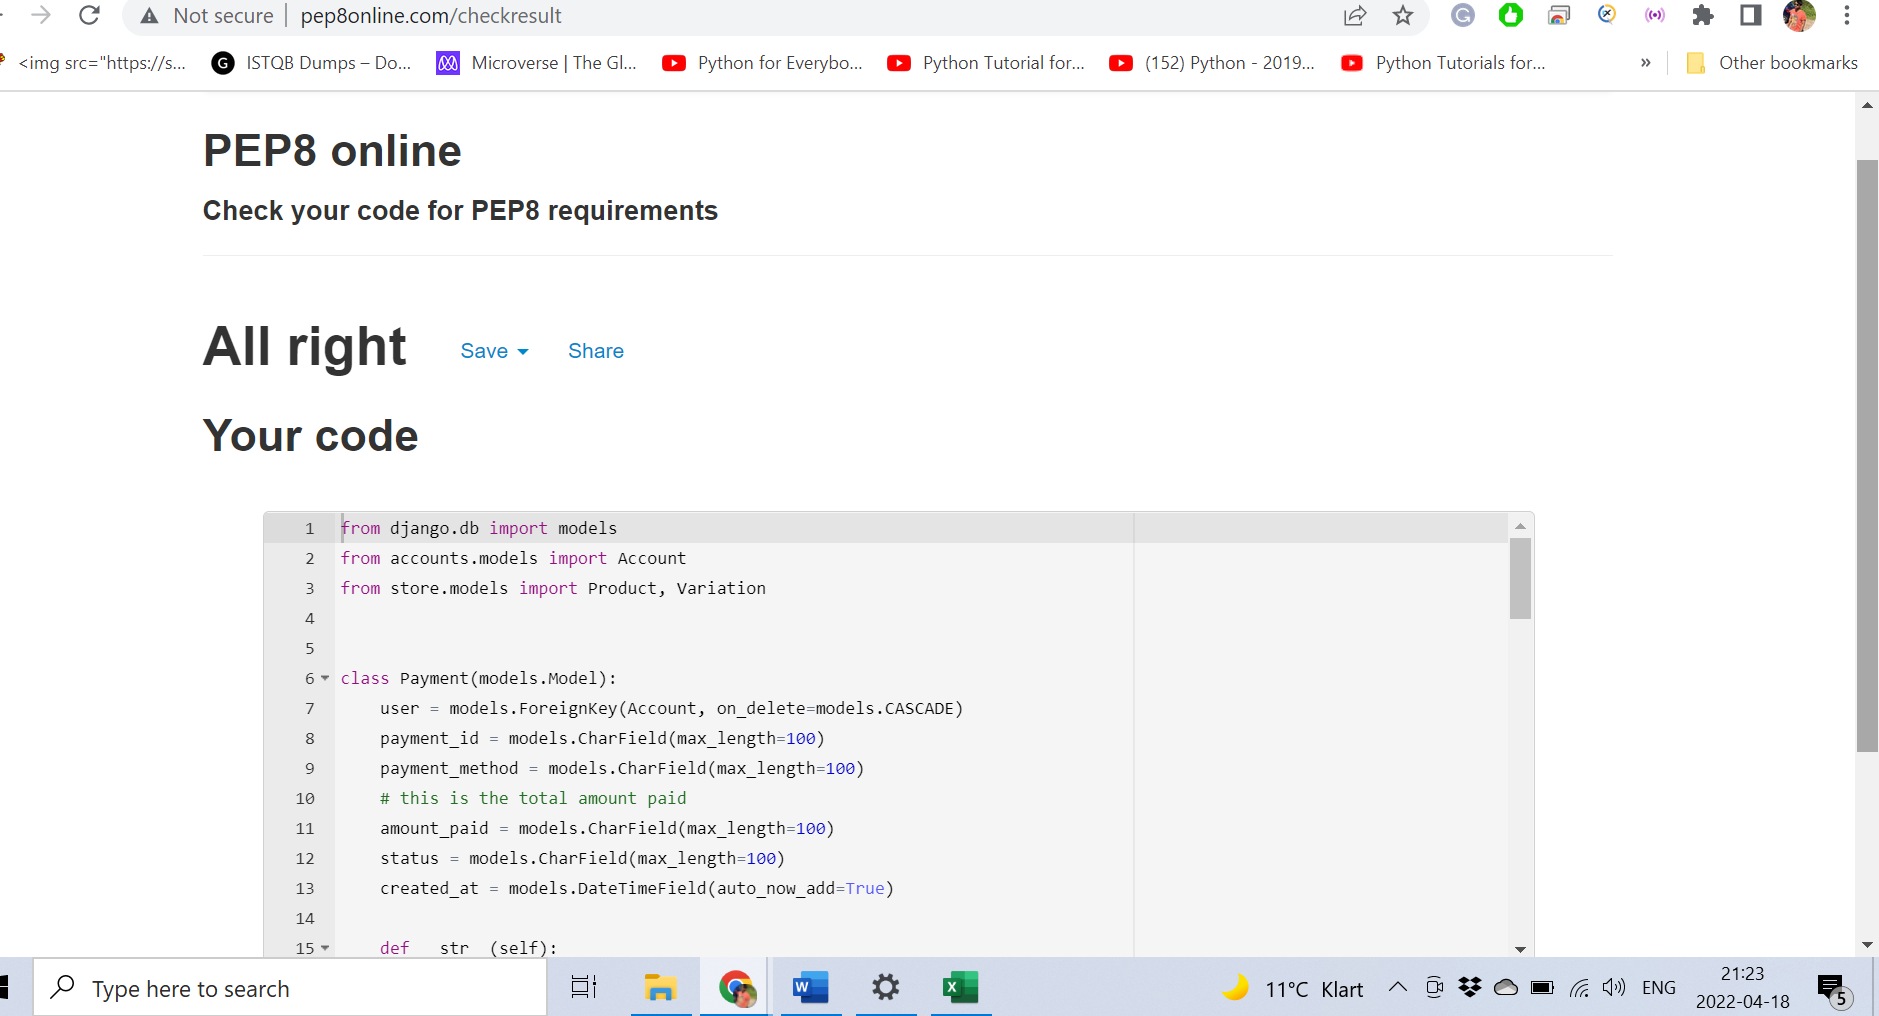 Not secure | pep8online.com/checkresult
<img src="https://s...
ISTQB Dumps – Do...
Microverse | The Gl...
Python for Everybo...
Python Tutorial for...
(152) Python - 2019...
Python Tutorials for...
»
Other bookmarks
PEP8 online
Check your code for PEP8 requirements
All right
Save
Share
Your code
1 from django.db import models
2 from accounts.models import Account
3 from store.models import Product, Variation
4
5
6 class Payment(models.Model):
7     user = models.ForeignKey(Account, on_delete=models.CASCADE)
8     payment_id = models.CharField(max_length=100)
9     payment_method = models.CharField(max_length=100)
10     # this is the total amount paid
11     amount_paid = models.CharField(max_length=100)
12     status = models.CharField(max_length=100)
13     created_at = models.DateTimeField(auto_now_add=True)
14
15     def __str__(self):
Type here to search
11°C Klart
ENG
21:23
2022-04-18
5